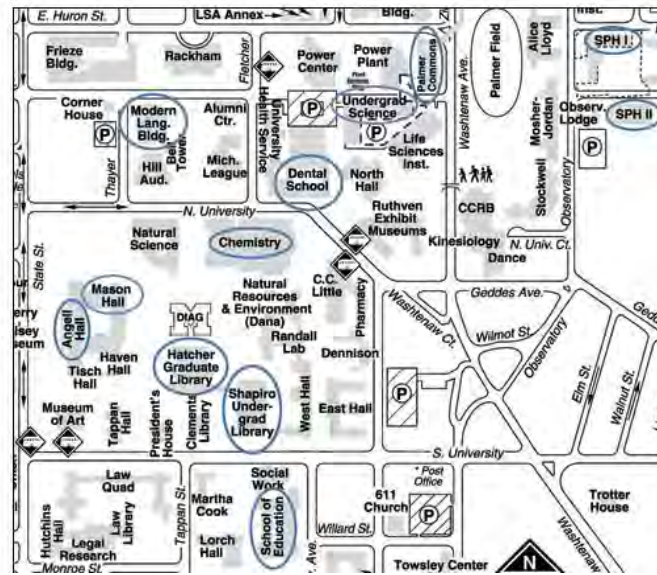 E. Huron St.
LSA Annex
Bldg.
Frieze
Bldg.
Rackham
Fletcher
Power
Center
Power
Plant
Palmer
Commons
Washtenaw Ave.
Palmer Field
Alice
Lloyd
Inst.
SPH I
Corner
House
P
Modern
Lang.
Bldg.
Alumni
Ctr.
University
Health Service
P
Undergrad
Science
P
Life
Sciences
Inst.
Mosher-
Jordan
Observ.
Lodge
SPH II
P
Thayer
Hill
Aud.
Bell
Tower
Mich.
League
Dental
School
North
Hall
Stockwell
Observatory
N. University
Ruthven
Exhibit
Museums
CCRB
Kinesiology
Dance
N. Univ. Ct.
State St.
Natural
Science
Chemistry
Mason
Hall
Angell
Hall
DIAG
Natural
Resources
& Environment
(Dana)
C.C.
Little
Pharmacy
Geddes Ave.
Washtenaw Ct.
Wilmot St.
Observatory
Haven
Hall
Tisch
Hall
Hatcher
Graduate
Library
Randall
Lab
Dennison
Elm St.
Walnut St.
Museum
of Art
Tappan
Hall
President's
House
Clements
Library
Shapiro
Under-
grad
Library
West Hall
East Hall
P
S. University
Law
Quad
Law
Library
Hutchins
Hall
Legal
Research
Tappan St.
Martha
Cook
Lorch
Hall
Social
Work
School of
Education
Willard St.
611
Church
* Post
Office
P
Trotter
House
Washtenaw
Monroe St.
Ave.
Towsley Center
N